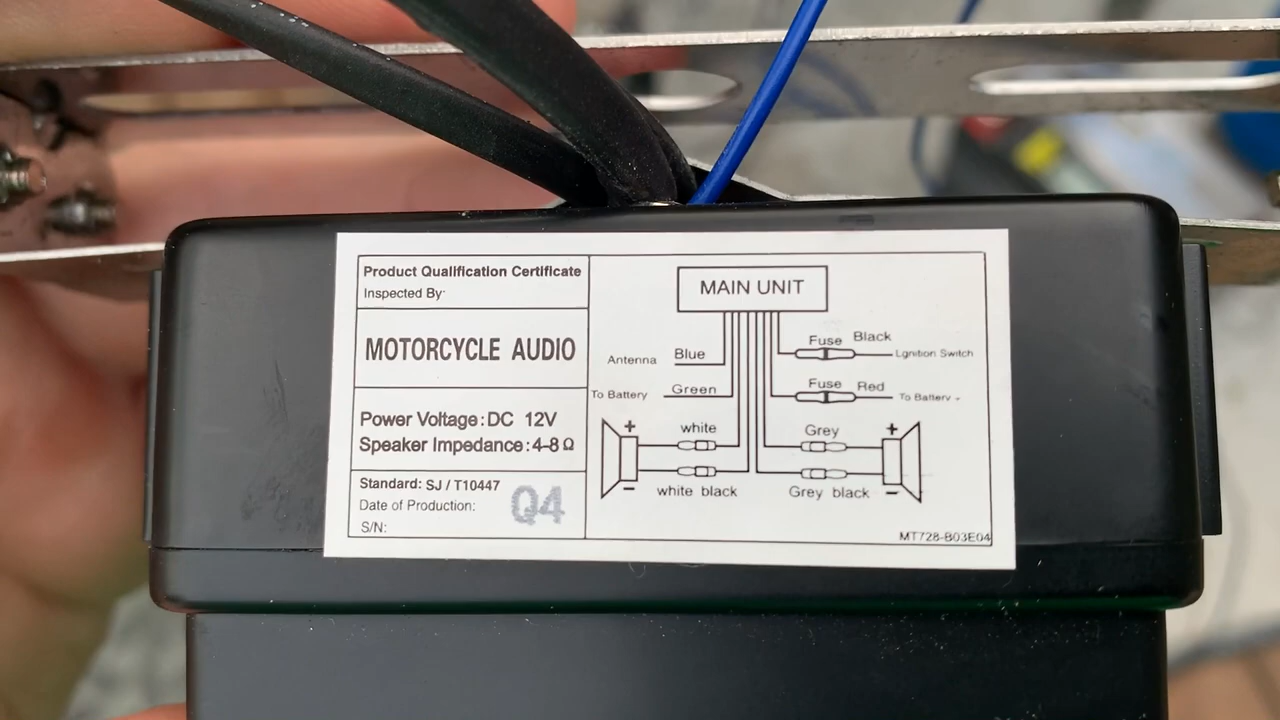 Product Qualification Certificate
Inspected By:
MOTORCYCLE AUDIO
Power Voltage: DC 12V
Speaker Impedance: 4-8 Ω
Standard: SJ / T10447
Date of Production: Q4
S/N:
MAIN UNIT
Antenna Blue
Fuse Black Lgnition Switch
To Battery Green
Fuse Red To Battery -
+ white
Grey +
- white black
Grey black -
MT728-B03E04